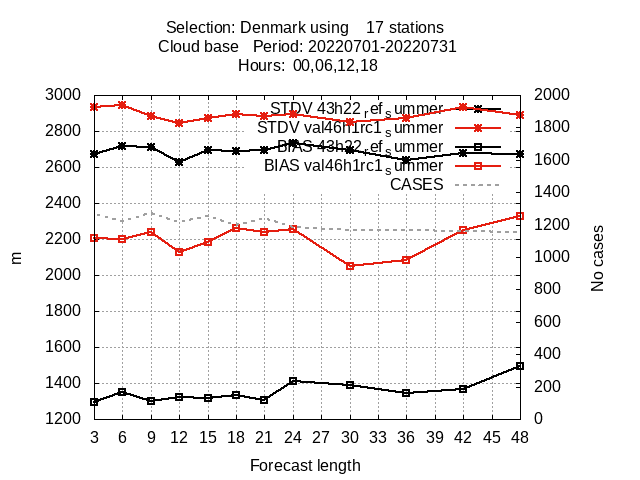 Selection: Denmark using 17 stations
Cloud base Period: 20220701-20220731
Hours: 00,06,12,18
3000 2800 2600 2400 2200 2000 1800 1600 1400 1200
m
STDV 43h22_ref_summer
STDV val46h1rc1_summer
BIAS 43h22_ref_summer
BIAS val46h1rc1_summer
CASES
2000 1800 1600 1400 1200 1000 800 600 400 200 0
No cases
3 6 9 12 15 18 21 24 27 30 33 36 39 42 45 48
Forecast length